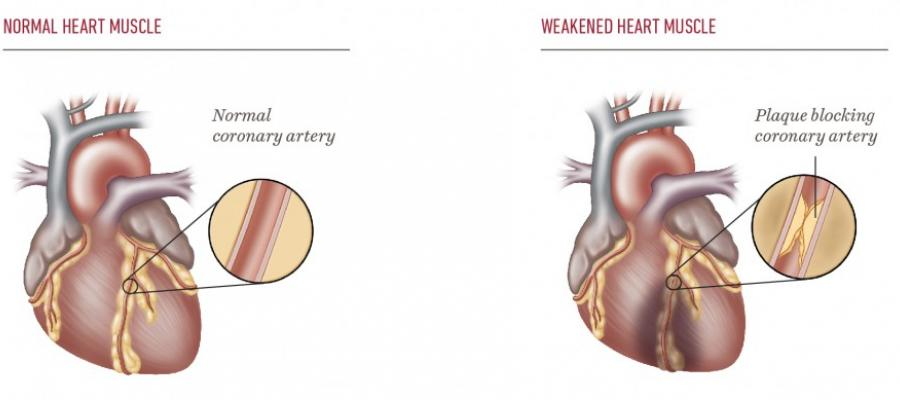 NORMAL HEART MUSCLE
WEAKENED HEART MUSCLE
Normal
coronary artery
Plaque blocking
coronary artery